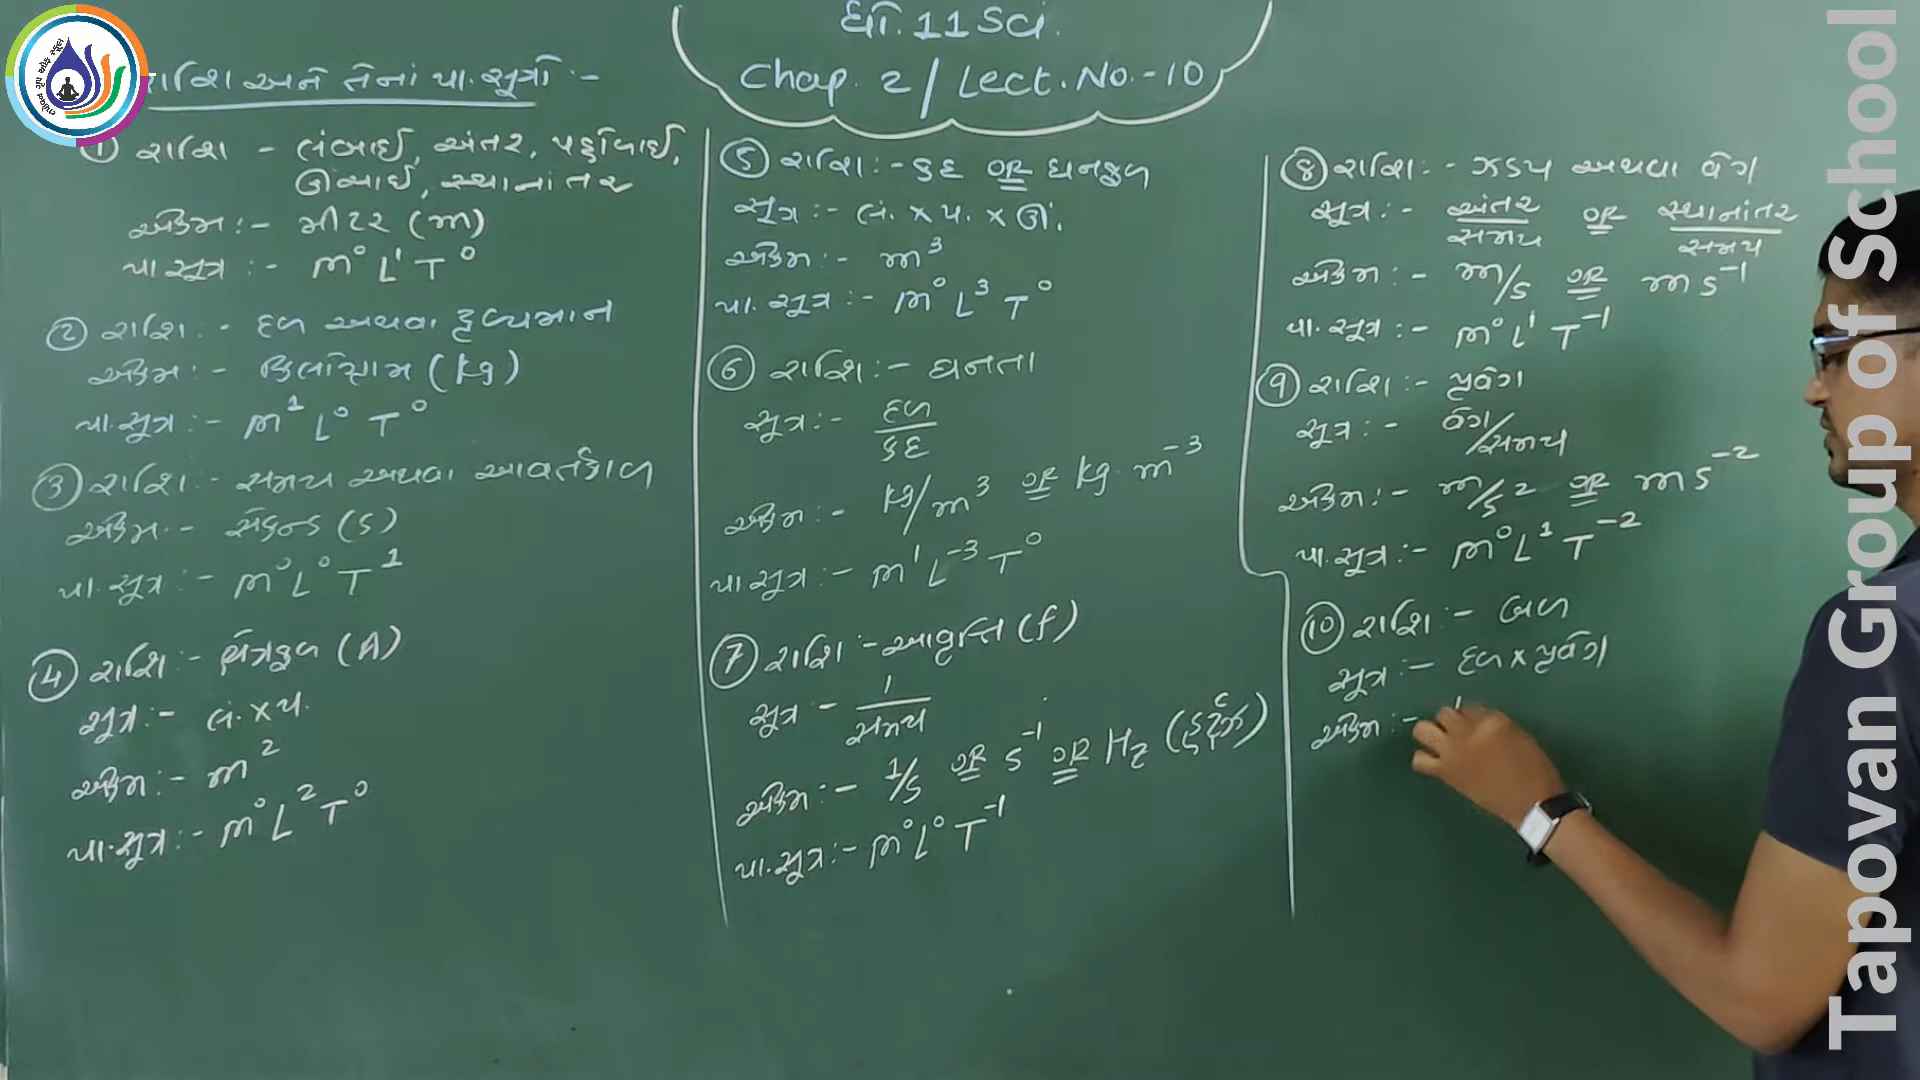 ધો. 11 Sci.
Chap. 2 / Lect. No. - 10
રાશિ અને તેનાં પા. સૂત્રો :-
① રાશિ - લંબાઈ, અંતર, પહોળાઈ,
ઊંચાઈ, સ્થાનાંતર
એકમ :- મીટર (m)
પા સૂત્ર :- M⁰ L¹ T⁰
② રાશિ :- દળ અથવા દ્રવ્યમાન
એકમ :- કિલોગ્રામ (kg)
પા. સૂત્ર :- M¹ L⁰ T⁰
③ રાશિ :- સમય અથવા આવર્તકાળ
એકમ :- સેકન્ડ (s)
પા. સૂત્ર :- M⁰ L⁰ T¹
④ રાશિ :- ક્ષેત્રફળ (A)
સૂત્ર :- લં. × પ.
એકમ :- m²
પા. સૂત્ર :- M⁰ L² T⁰
⑤ રાશિ :- કદ OR ઘનફળ
સૂત્ર :- લં. × પ. × ઊં.
એકમ :- m³
પા. સૂત્ર :- M⁰ L³ T⁰
⑥ રાશિ :- ઘનતા
સૂત્ર :- દળ / કદ
એકમ :- kg/m³ OR kg m⁻³
પા સૂત્ર :- M¹ L⁻³ T⁰
⑦ રાશિ :- આવૃત્તિ (f)
સૂત્ર - 1 / સમય
એકમ :- 1/s OR s⁻¹ OR Hz (હર્ટ્ઝ)
પા. સૂત્ર :- M⁰ L⁰ T⁻¹
⑧ રાશિ :- ઝડપ અથવા વેગ
સૂત્ર :- અંતર / સમય OR સ્થાનાંતર / સમય
એકમ :- m/s OR m s⁻¹
પા. સૂત્ર :- M⁰ L¹ T⁻¹
⑨ રાશિ :- પ્રવેગ
સૂત્ર :- વેગ/સમય
એકમ :- m/s² OR m s⁻²
પા. સૂત્ર :- M⁰ L¹ T⁻²
⑩ રાશિ :- બળ
સૂત્ર :- દળ × પ્રવેગ
એકમ :-
Tapovan Group of School